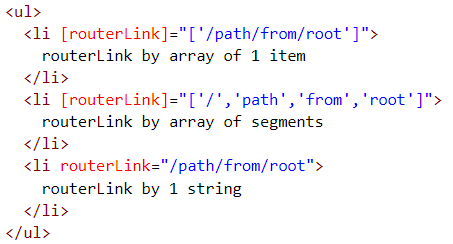 <ul>
  <li [routerLink]="['/path/from/root']">
    routerLink by array of 1 item
  </li>
  <li [routerLink]="['/','path','from','root']">
    routerLink by array of segments
  </li>
  <li routerLink="/path/from/root">
    routerLink by 1 string
  </li>
</ul>